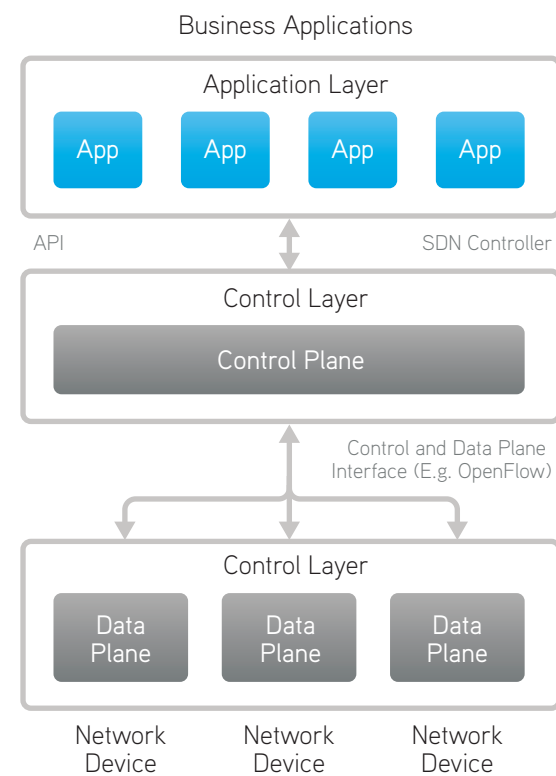 Business Applications
Application Layer
App App App App
API SDN Controller
Control Layer
Control Plane
Control and Data Plane
Interface (E.g. OpenFlow)
Control Layer
Data Data Data
Plane Plane Plane
Network Network Network
Device Device Device